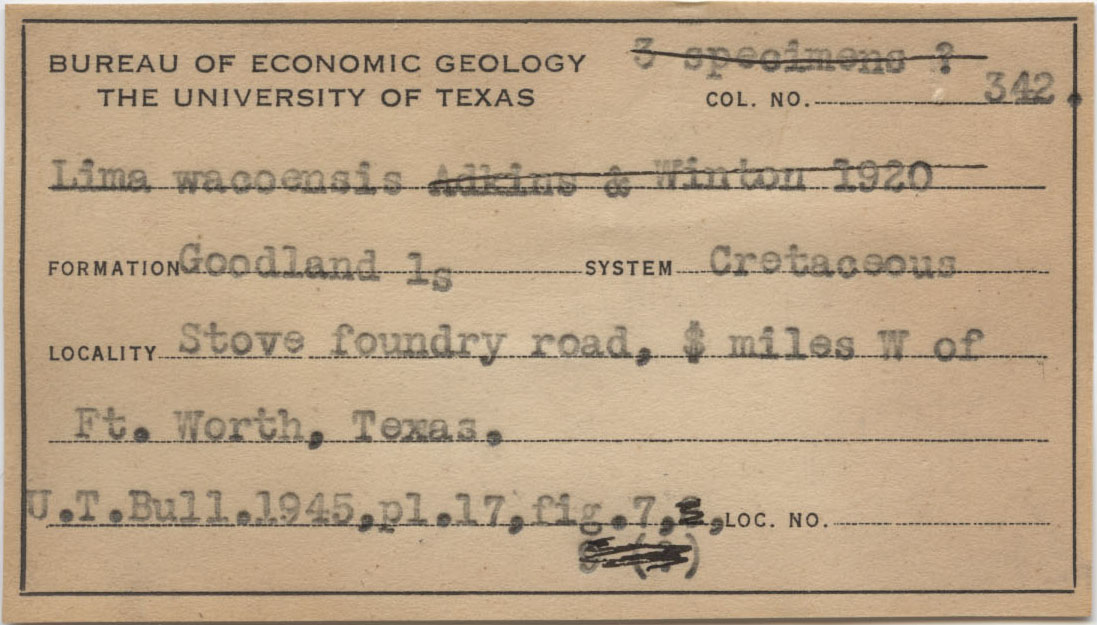 3 specimens ?
BUREAU OF ECONOMIC GEOLOGY
THE UNIVERSITY OF TEXAS
COL. NO. 342.
Lima wacoensis Adkins & Winton 1920
FORMATION Goodland ls SYSTEM Cretaceous
LOCALITY Stove foundry road, $ miles W of
Ft. Worth, Texas.
U.T.Bull.1945,pl.17,fig.7, , LOC. NO.